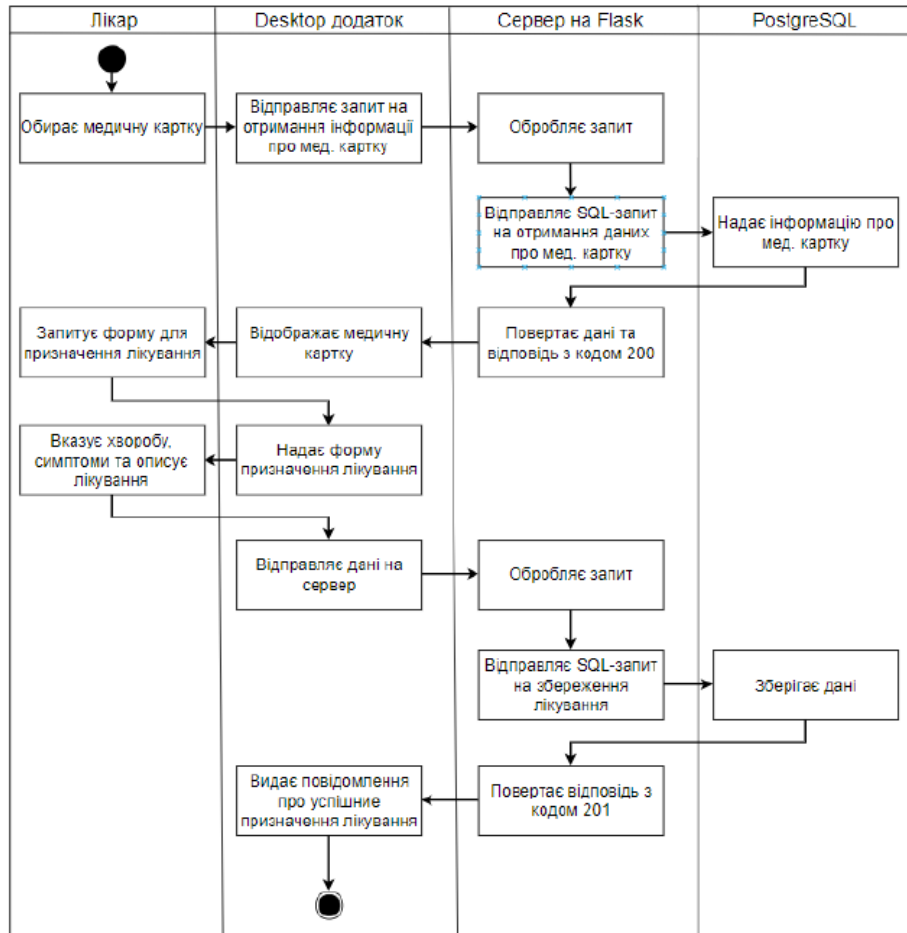 Лікар
Desktop додаток
Сервер на Flask
PostgreSQL
Обирає медичну картку
Відправляє запит на
отримання інформації
про мед. картку
Обробляє запит
Відправляє SQL-запит
на отримання даних
про мед. картку
Надає інформацію про
мед. картку
Запитує форму для
призначення лікування
Відображає медичну
картку
Повертає дані та
відповідь з кодом 200
Вказує хворобу,
симптоми та описує
лікування
Надає форму
призначення лікування
Відправляє дані на
сервер
Обробляє запит
Відправляє SQL-запит
на збереження
лікування
Зберігає дані
Видає повідомлення
про успішние
призначення лікування
Повертає відповідь з
кодом 201